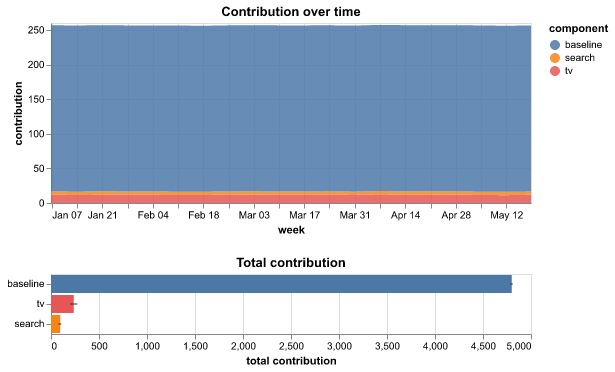 Contribution over time
250
200
150
100
50
0
contribution
Jan 07 Jan 21 Feb 04 Feb 18 Mar 03 Mar 17 Mar 31 Apr 14 Apr 28 May 12
week
component
baseline
search
tv
Total contribution
baseline
tv
search
0 500 1,000 1,500 2,000 2,500 3,000 3,500 4,000 4,500 5,000
total contribution